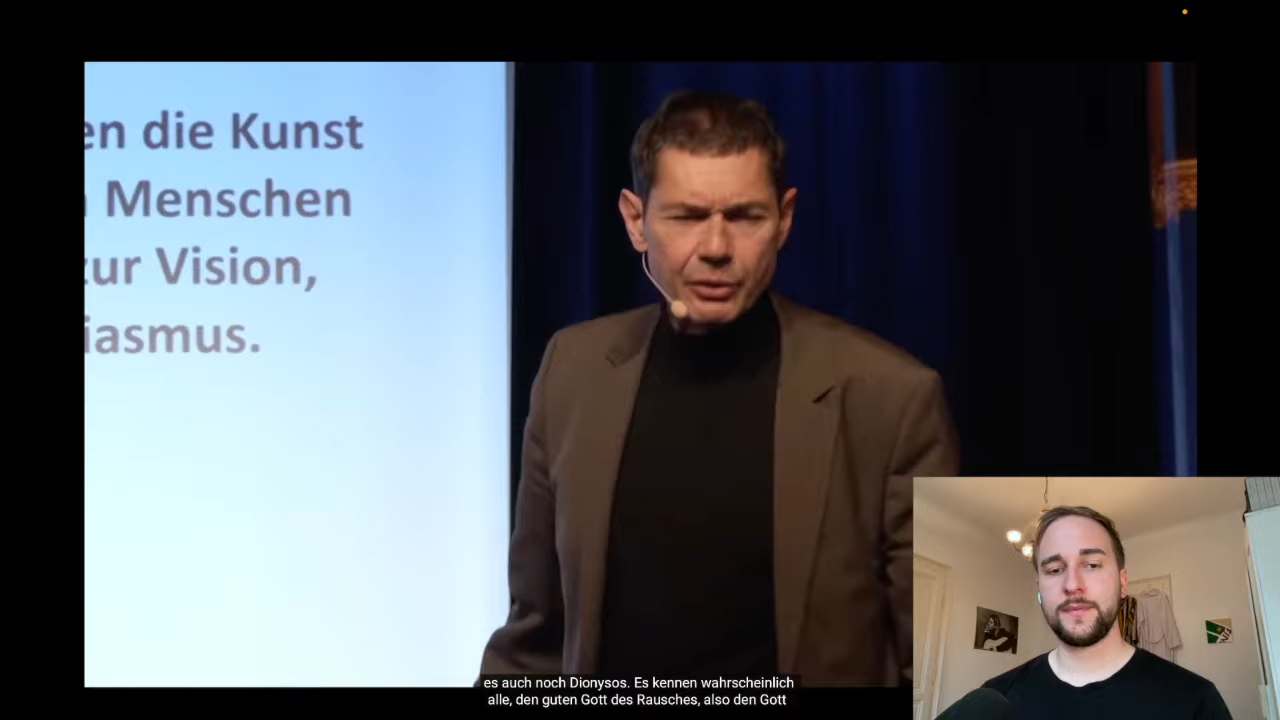 en die Kunst
Menschen
zur Vision,
iasmus.
es auch noch Dionysos. Es kennen wahrscheinlich
alle, den guten Gott des Rausches, also den Gott